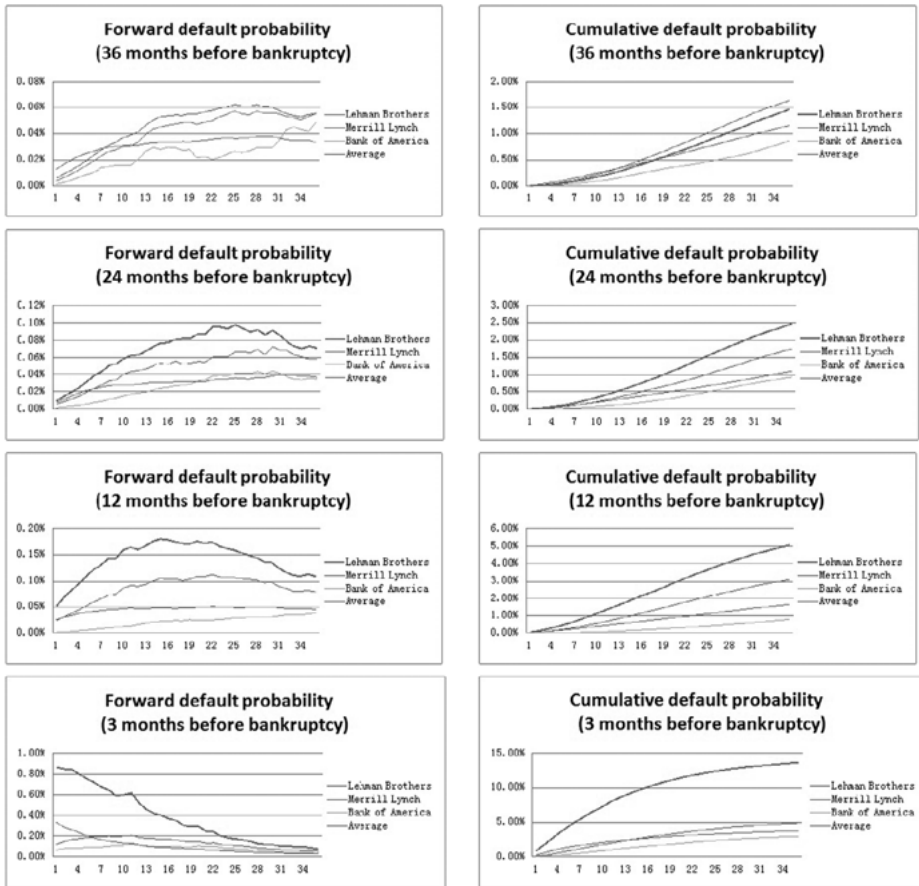 Forward default probability
(36 months before bankruptcy)
0.08%
0.06%
0.04%
0.02%
0.00%
1 4 7 10 13 16 19 22 25 28 31 34
Lehman Brothers
Merrill Lynch
Bank of America
Average
Cumulative default probability
(36 months before bankruptcy)
2.00%
1.50%
1.00%
0.50%
0.00%
1 4 7 10 13 16 19 22 25 28 31 34
Lehman Brothers
Merrill Lynch
Bank of America
Average
Forward default probability
(24 months before bankruptcy)
0.12%
0.10%
0.08%
0.06%
0.04%
0.02%
0.00%
1 4 7 10 13 16 19 22 25 28 31 34
Lehman Brothers
Merrill Lynch
Bank of America
Average
Cumulative default probability
(24 months before bankruptcy)
3.00%
2.50%
2.00%
1.50%
1.00%
0.50%
0.00%
1 4 7 10 13 16 19 22 25 28 31 34
Lehman Brothers
Merrill Lynch
Bank of America
Average
Forward default probability
(12 months before bankruptcy)
0.20%
0.15%
0.10%
0.05%
0.00%
1 4 7 10 13 16 19 22 25 28 31 34
Lehman Brothers
Merrill Lynch
Bank of America
Average
Cumulative default probability
(12 months before bankruptcy)
6.00%
5.00%
4.00%
3.00%
2.00%
1.00%
0.00%
1 4 7 10 13 16 19 22 25 28 31 34
Lehman Brothers
Merrill Lynch
Bank of America
Average
Forward default probability
(3 months before bankruptcy)
1.00%
0.80%
0.60%
0.40%
0.20%
0.00%
1 4 7 10 13 16 19 22 25 28 31 34
Lehman Brothers
Merrill Lynch
Bank of America
Average
Cumulative default probability
(3 months before bankruptcy)
15.00%
10.00%
5.00%
0.00%
1 4 7 10 13 16 19 22 25 28 31 34
Lehman Brothers
Merrill Lynch
Bank of America
Average